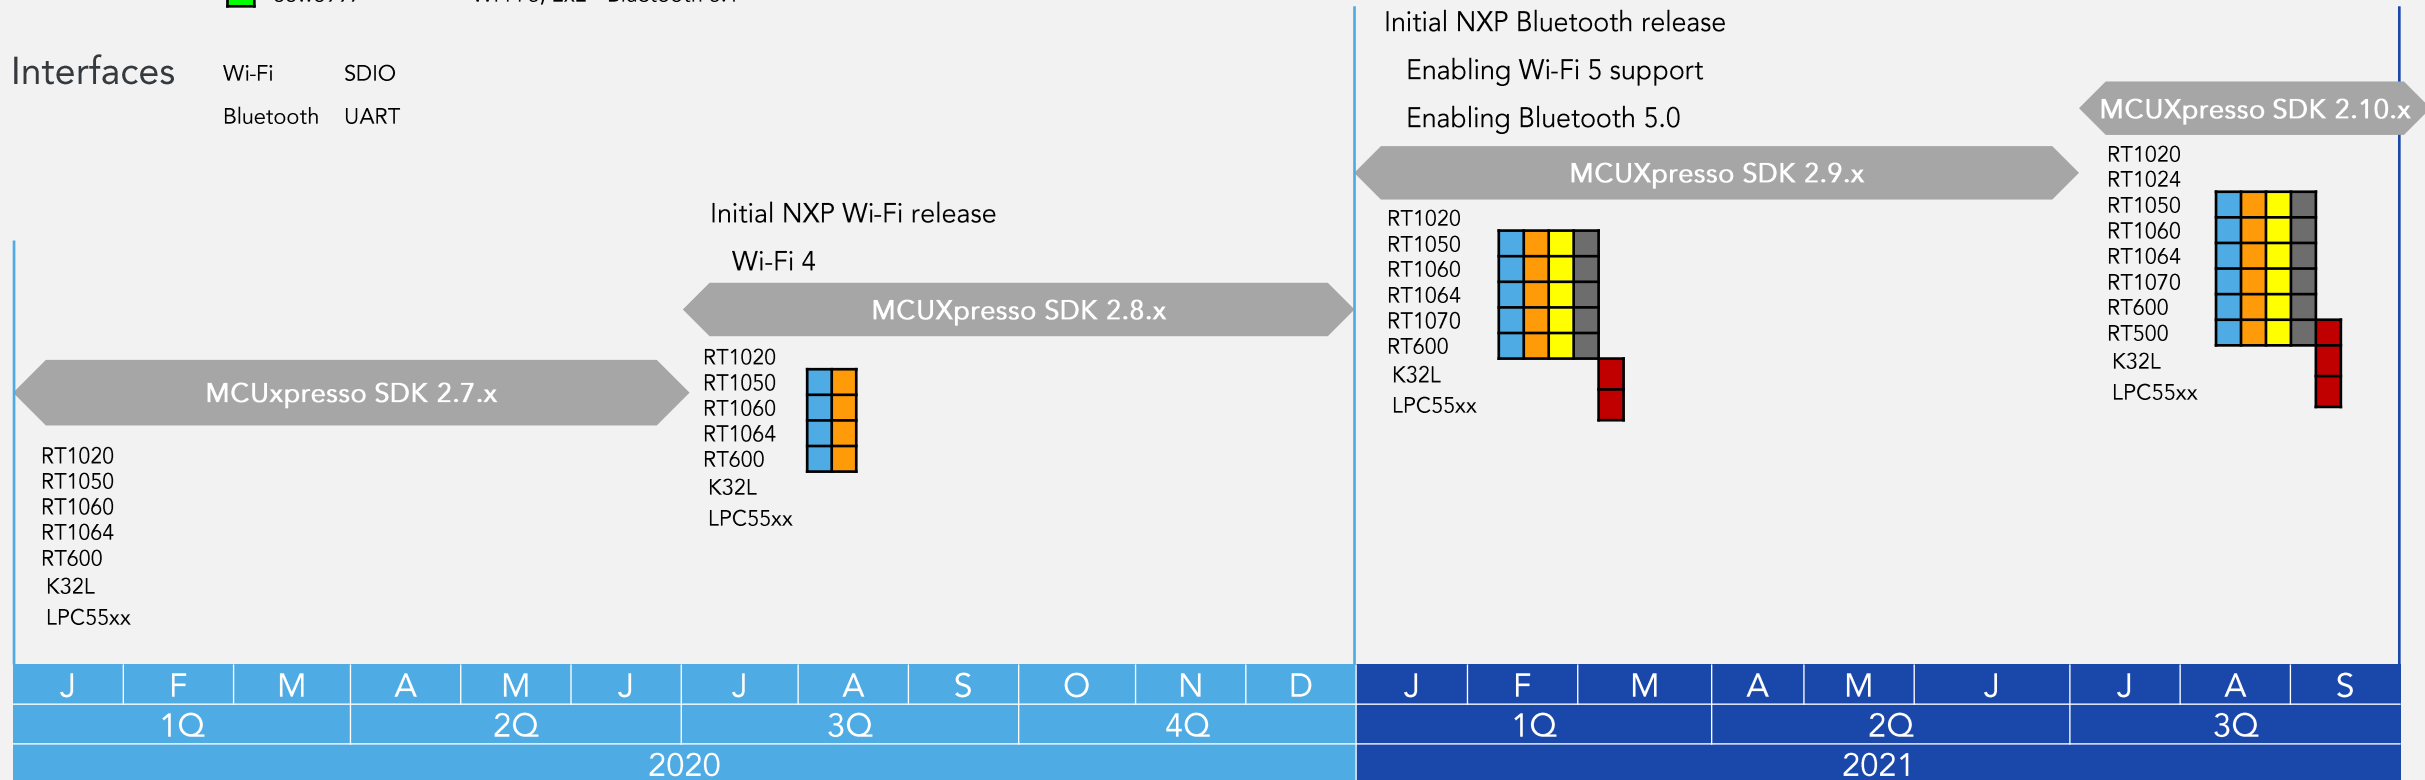 Interfaces
Wi-Fi SDIO
Bluetooth UART
Initial NXP Bluetooth release
Enabling Wi-Fi 5 support
Enabling Bluetooth 5.0
MCUXpresso SDK 2.10.x
RT1020
RT1024
RT1050
RT1060
RT1064
RT1070
RT600
RT500
K32L
LPC55xx
MCUXpresso SDK 2.9.x
RT1020
RT1050
RT1060
RT1064
RT1070
RT600
K32L
LPC55xx
Initial NXP Wi-Fi release
Wi-Fi 4
MCUXpresso SDK 2.8.x
RT1020
RT1050
RT1060
RT1064
RT600
K32L
LPC55xx
MCUxpresso SDK 2.7.x
RT1020
RT1050
RT1060
RT1064
RT600
K32L
LPC55xx
J F M A M J J A S O N D J F M A M J J A S
1Q 2Q 3Q 4Q 1Q 2Q 3Q
2020 2021